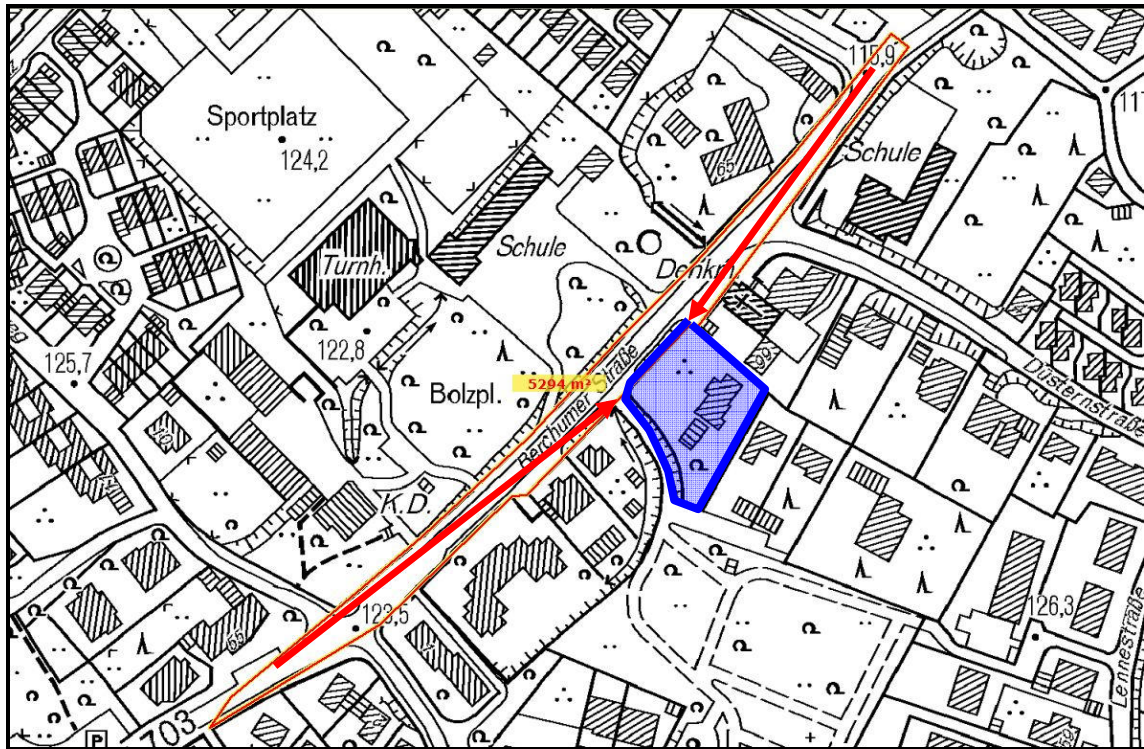 115,9
117
Sportplatz
124,2
Schule
65
Turnh.
Schule
Denkm.
125,7
122,8
99
5294 m²
Bolzpl.
Berchumer Straße
Düsternstraße
K.D.
123,5
126,3
Lennestraße
703
P